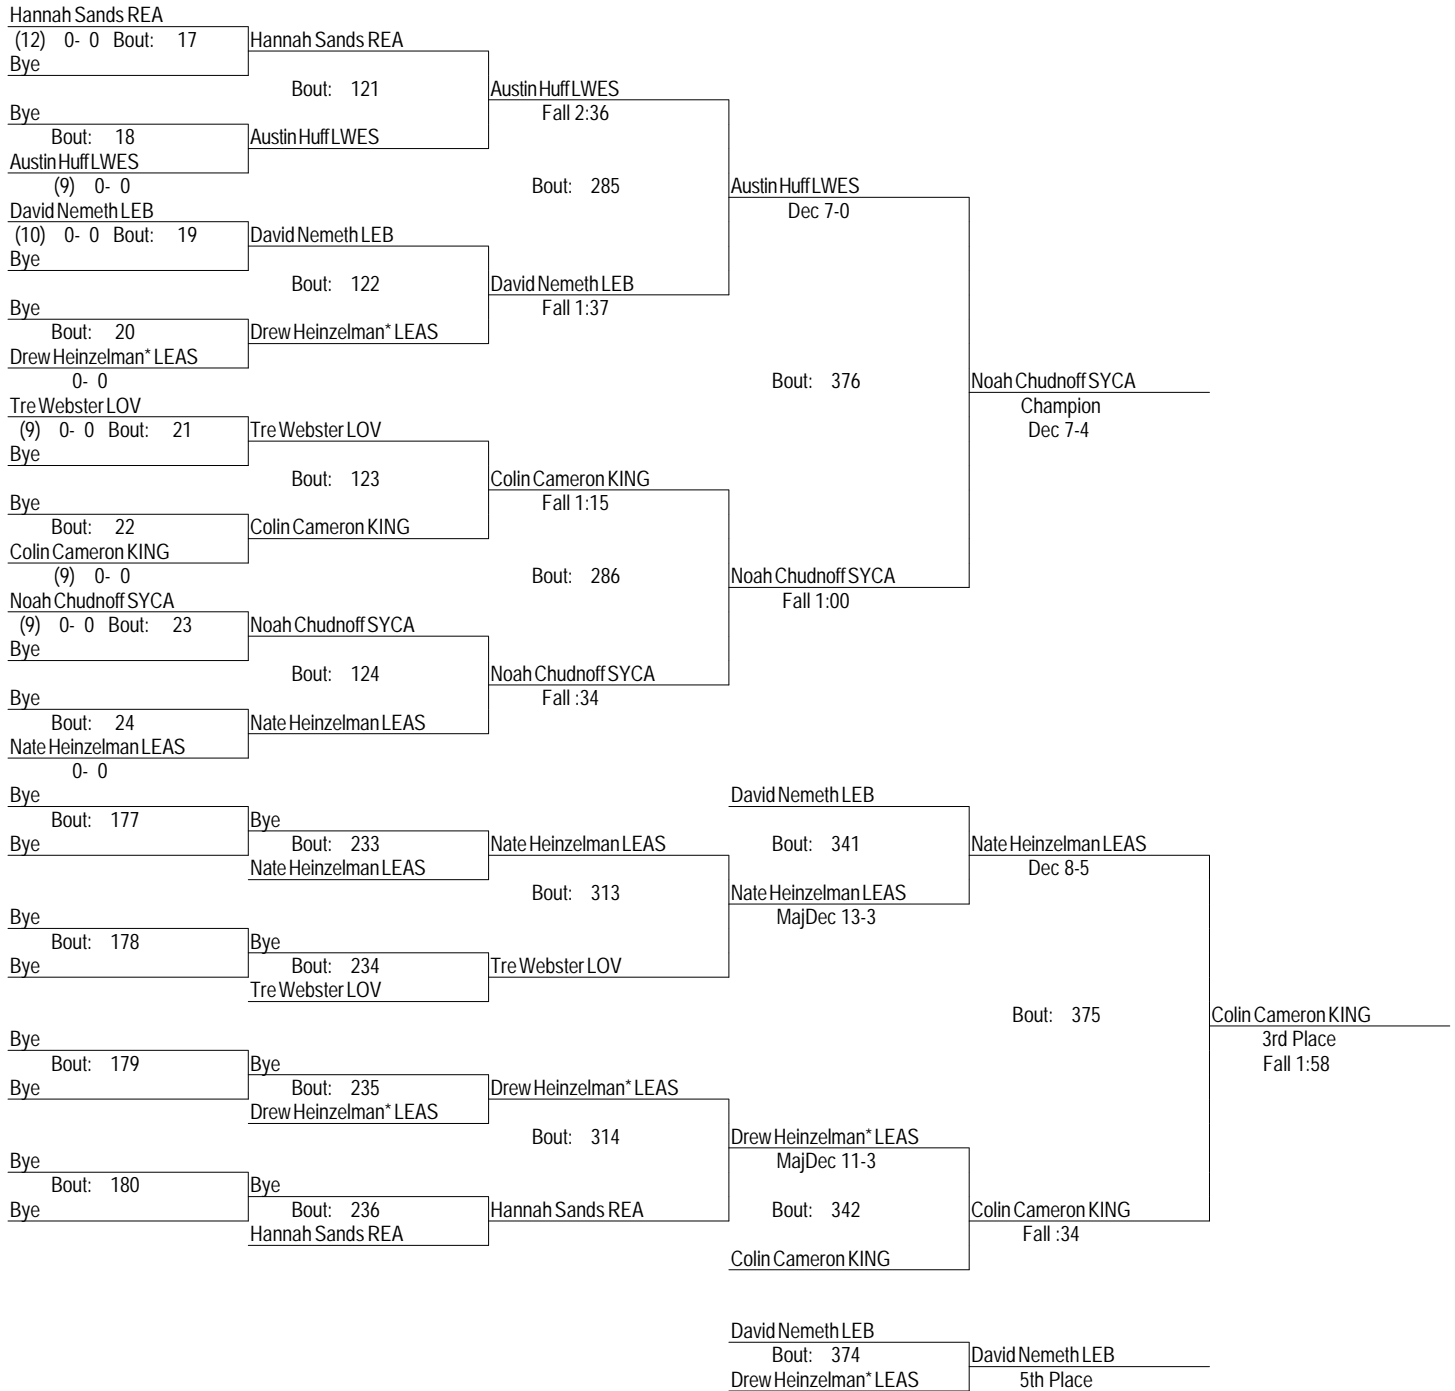 Hannah Sands REA
(12) 0- 0 Bout: 17 Hannah Sands REA
Bye
Bout: 121 Austin Huff LWES
Bye Fall 2:36
Bout: 18 Austin Huff LWES
Austin Huff LWES
(9) 0- 0 Bout: 285 Austin Huff LWES
David Nemeth LEB Dec 7-0
(10) 0- 0 Bout: 19 David Nemeth LEB
Bye
Bout: 122 David Nemeth LEB
Bye Fall 1:37
Bout: 20 Drew Heinzelman* LEAS
Drew Heinzelman* LEAS
0- 0 Bout: 376 Noah Chudnoff SYCA
Tre Webster LOV Champion
(9) 0- 0 Bout: 21 Tre Webster LOV Dec 7-4
Bye
Bout: 123 Colin Cameron KING
Bye Fall 1:15
Bout: 22 Colin Cameron KING
Colin Cameron KING
(9) 0- 0 Bout: 286 Noah Chudnoff SYCA
Noah Chudnoff SYCA Fall 1:00
(9) 0- 0 Bout: 23 Noah Chudnoff SYCA
Bye
Bout: 124 Noah Chudnoff SYCA
Bye Fall :34
Bout: 24 Nate Heinzelman LEAS
Nate Heinzelman LEAS
0- 0
Bye David Nemeth LEB
Bout: 177 Bye
Bye Bout: 233 Nate Heinzelman LEAS Bout: 341 Nate Heinzelman LEAS
Nate Heinzelman LEAS Dec 8-5
Bout: 313 Nate Heinzelman LEAS
Bye MajDec 13-3
Bout: 178 Bye
Bye Bout: 234 Tre Webster LOV
Tre Webster LOV
Bout: 375 Colin Cameron KING
Bye 3rd Place
Bout: 179 Bye Fall 1:58
Bye Bout: 235 Drew Heinzelman* LEAS
Drew Heinzelman* LEAS
Bout: 314 Drew Heinzelman* LEAS
Bye MajDec 11-3
Bout: 180 Bye
Bye Bout: 236 Hannah Sands REA Bout: 342 Colin Cameron KING
Hannah Sands REA Fall :34
Colin Cameron KING
David Nemeth LEB
Bout: 374 David Nemeth LEB
Drew Heinzelman* LEAS 5th Place